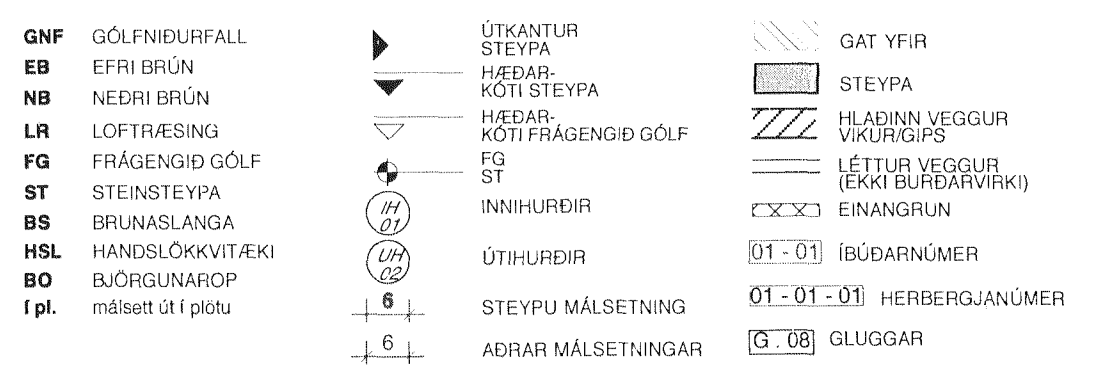 GNF GÓLFNIÐURFALL
EB EFRI BRÚN
NB NEÐRI BRÚN
LR LOFTRÆSING
FG FRÁGENGIÐ GÓLF
ST STEINSTEYPA
BS BRUNASLANGA
HSL HANDSLÖKKVITÆKI
BO BJÖRGUNAROP
í pl. málsett út í plötu
ÚTKANTUR
STEYPA
HÆÐAR-
KÓTI STEYPA
HÆÐAR-
KÓTI FRÁGENGIÐ GÓLF
FG
ST
IH
01
INNIHURÐIR
UH
02
ÚTIHURÐIR
6 STEYPU MÁLSETNING
6 AÐRAR MÁLSETNINGAR
GAT YFIR
STEYPA
HLAÐINN VEGGUR
VIKUR/GIPS
LÉTTUR VEGGUR
(EKKI BURÐARVIRKI)
EINANGRUN
01 - 01 ÍBÚÐARNÚMER
01 - 01 - 01 HERBERGJANÚMER
G . 08 GLUGGAR